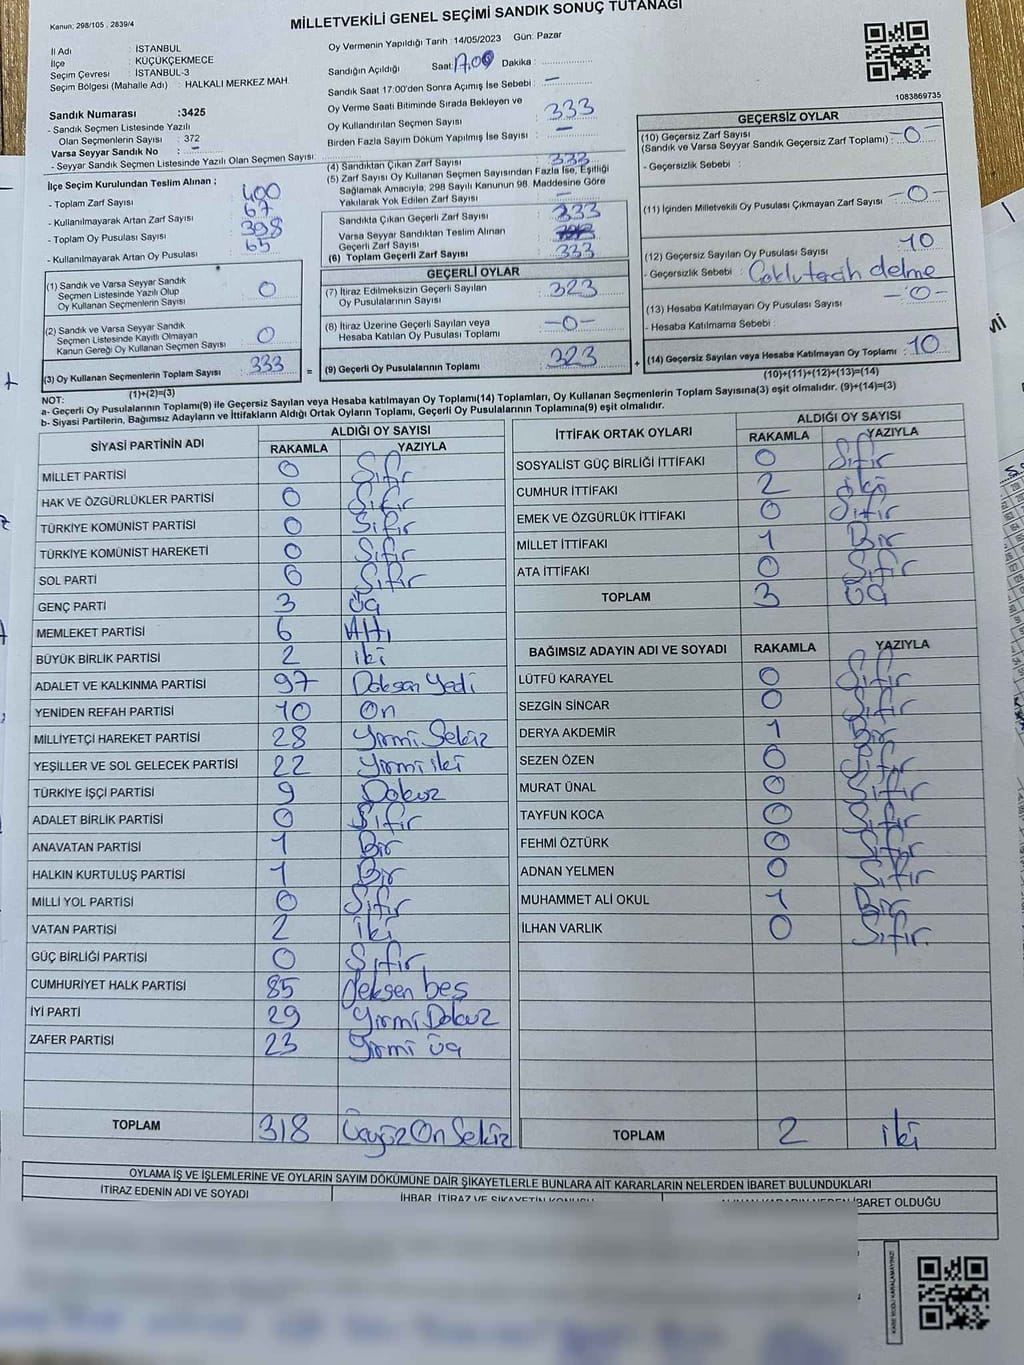 Kanun: 298/105 , 2839/4
MİLLETVEKİLİ GENEL SEÇİMİ SANDIK SONUÇ TUTANAĞI
İl Adı : İSTANBUL
İlçe : KÜÇÜKÇEKMECE
Seçim Çevresi : İSTANBUL-3
Seçim Bölgesi (Mahalle Adı) : HALKALI MERKEZ MAH.
Sandık Numarası :3425
- Sandık Seçmen Listesinde Yazılı
Olan Seçmenlerin Sayısı : 372
Varsa Seyyar Sandık No : -
- Seyyar Sandık Seçmen Listesinde Yazılı Olan Seçmen Sayısı:
Oy Vermenin Yapıldığı Tarih : 14/05/2023 Gün: Pazar
Sandığın Açıldığı Saat: 17.00 Dakika :
Sandık Saat 17:00'den Sonra Açımış İse Sebebi : -
Oy Verme Saati Bitiminde Sırada Bekleyen ve
Oy Kullandırılan Seçmen Sayısı : 333
Birden Fazla Sayım Döküm Yapılmış İse Sayısı : -
1083869735
İlçe Seçim Kurulundan Teslim Alınan ;
- Toplam Zarf Sayısı : 400
- Kullanılmayarak Artan Zarf Sayısı : 67
- Toplam Oy Pusulası Sayısı : 398
- Kullanılmayarak Artan Oy Pusulası : 65
(4) Sandıktan Çıkan Zarf Sayısı : 333
(5) Zarf Sayısı Oy Kullanan Seçmen Sayısından Fazla İse, Eşitliği
Sağlamak Amacıyla, 298 Sayılı Kanunun 98. Maddesine Göre
Yakılarak Yok Edilen Zarf Sayısı : -
Sandıkta Çıkan Geçerli Zarf Sayısı : 333
Varsa Seyyar Sandıktan Teslim Alınan
Geçerli Zarf Sayısı :
(6) Toplam Geçerli Zarf Sayısı : 333
GEÇERSİZ OYLAR
(10) Geçersiz Zarf Sayısı
(Sandık ve Varsa Seyyar Sandık Geçersiz Zarf Toplamı) : -0-
- Geçersizlik Sebebi :
(11) İçinden Milletvekili Oy Pusulası Çıkmayan Zarf Sayısı : -0-
(12) Geçersiz Sayılan Oy Pusulası Sayısı : 10
- Geçersizlik Sebebi : Çoklu tercih delme
(13) Hesaba Katılmayan Oy Pusulası Sayısı : -0-
- Hesaba Katılmama Sebebi :
(14) Geçersiz Sayılan veya Hesaba Katılmayan Oy Toplamı : 10
(10)+(11)+(12)+(13)=(14)
(1) Sandık ve Varsa Seyyar Sandık
Seçmen Listesinde Yazılı Olup
Oy Kullanan Seçmenlerin Sayısı : 0
(2) Sandık ve Varsa Seyyar Sandık
Seçmen Listesinde Kayıtlı Olmayan
Kanun Gereği Oy Kullanan Seçmen Sayısı : 0
(3) Oy Kullanan Seçmenlerin Toplam Sayısı : 333 =
(1)+(2)=(3)
GEÇERLİ OYLAR
(7) İtiraz Edilmeksizin Geçerli Sayılan
Oy Pusulalarının Sayısı : 323
(8) İtiraz Üzerine Geçerli Sayılan veya
Hesaba Katılan Oy Pusulası Toplamı : -0-
(9) Geçerli Oy Pusulalarının Toplamı : 323 +
NOT:
a- Geçerli Oy Pusulalarının Toplamı(9) ile Geçersiz Sayılan veya Hesaba katılmayan Oy Toplamı(14) Toplamları, Oy Kullanan Seçmenlerin Toplam Sayısına(3) eşit olmalıdır. (9)+(14)=(3)
b- Siyasi Partilerin, Bağımsız Adayların ve İttifakların Aldığı Ortak Oyların Toplamı, Geçerli Oy Pusulalarının Toplamına(9) eşit olmalıdır.
SİYASİ PARTİNİN ADI ALDIĞI OY SAYISI
RAKAMLA YAZIYLA
MİLLET PARTİSİ 0 Sıfır
HAK VE ÖZGÜRLÜKLER PARTİSİ 0 Sıfır
TÜRKİYE KOMÜNİST PARTİSİ 0 Sıfır
TÜRKİYE KOMÜNİST HAREKETİ 0 Sıfır
SOL PARTİ 0 Sıfır
GENÇ PARTİ 3 Üç
MEMLEKET PARTİSİ 6 Altı
BÜYÜK BİRLİK PARTİSİ 2 iki
ADALET VE KALKINMA PARTİSİ 97 Doksan yedi
YENİDEN REFAH PARTİSİ 10 On
MİLLİYETÇİ HAREKET PARTİSİ 28 Yirmi Sekiz
YEŞİLLER VE SOL GELECEK PARTİSİ 22 Yirmi iki
TÜRKİYE İŞÇİ PARTİSİ 9 Dokuz
ADALET BİRLİK PARTİSİ 0 Sıfır
ANAVATAN PARTİSİ 1 Bir
HALKIN KURTULUŞ PARTİSİ 1 Bir
MİLLİ YOL PARTİSİ 0 Sıfır
VATAN PARTİSİ 2 iki
GÜÇ BİRLİĞİ PARTİSİ 0 Sıfır
CUMHURİYET HALK PARTİSİ 85 Seksen beş
İYİ PARTİ 29 Yirmi Dokuz
ZAFER PARTİSİ 23 Yirmi üç
TOPLAM 318 Üçyüz On Sekiz
İTTİFAK ORTAK OYLARI ALDIĞI OY SAYISI
RAKAMLA YAZIYLA
SOSYALİST GÜÇ BİRLİĞİ İTTİFAKI 0 Sıfır
CUMHUR İTTİFAKI 2 iki
EMEK VE ÖZGÜRLÜK İTTİFAKI 0 Sıfır
MİLLET İTTİFAKI 1 Bir
ATA İTTİFAKI 0 Sıfır
TOPLAM 3 Üç
BAĞIMSIZ ADAYIN ADI VE SOYADI RAKAMLA YAZIYLA
LÜTFÜ KARAYEL 0 Sıfır
SEZGİN SİNCAR 0 Sıfır
DERYA AKDEMİR 1 Bir
SEZEN ÖZEN 0 Sıfır
MURAT ÜNAL 0 Sıfır
TAYFUN KOCA 0 Sıfır
FEHMİ ÖZTÜRK 0 Sıfır
ADNAN YELMEN 0 Sıfır
MUHAMMET ALİ OKUL 1 Bir
İLHAN VARLIK 0 Sıfır.
TOPLAM 2 iki
OYLAMA İŞ VE İŞLEMLERİNE VE OYLARIN SAYIM DÖKÜMÜNE DAİR ŞİKAYETLERLE BUNLARA AİT KARARLARIN NELERDEN İBARET BULUNDUKLARI
İTİRAZ EDENİN ADI VE SOYADI İHBAR, İTİRAZ VE ŞİKAYETİN KONUSU ALINAN KARARIN NEDEN İBARET OLDUĞU